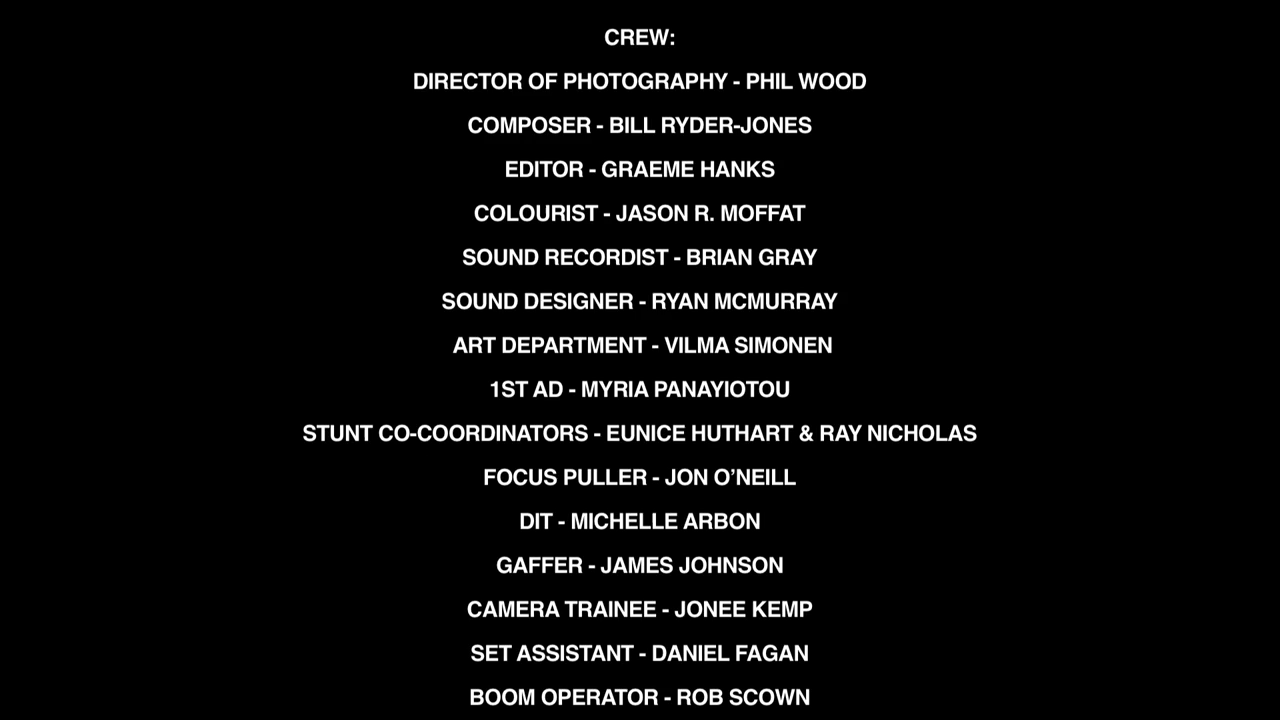 CREW:
DIRECTOR OF PHOTOGRAPHY - PHIL WOOD
COMPOSER - BILL RYDER-JONES
EDITOR - GRAEME HANKS
COLOURIST - JASON R. MOFFAT
SOUND RECORDIST - BRIAN GRAY
SOUND DESIGNER - RYAN MCMURRAY
ART DEPARTMENT - VILMA SIMONEN
1ST AD - MYRIA PANAYIOTOU
STUNT CO-COORDINATORS - EUNICE HUTHART & RAY NICHOLAS
FOCUS PULLER - JON O’NEILL
DIT - MICHELLE ARBON
GAFFER - JAMES JOHNSON
CAMERA TRAINEE - JONEE KEMP
SET ASSISTANT - DANIEL FAGAN
BOOM OPERATOR - ROB SCOWN